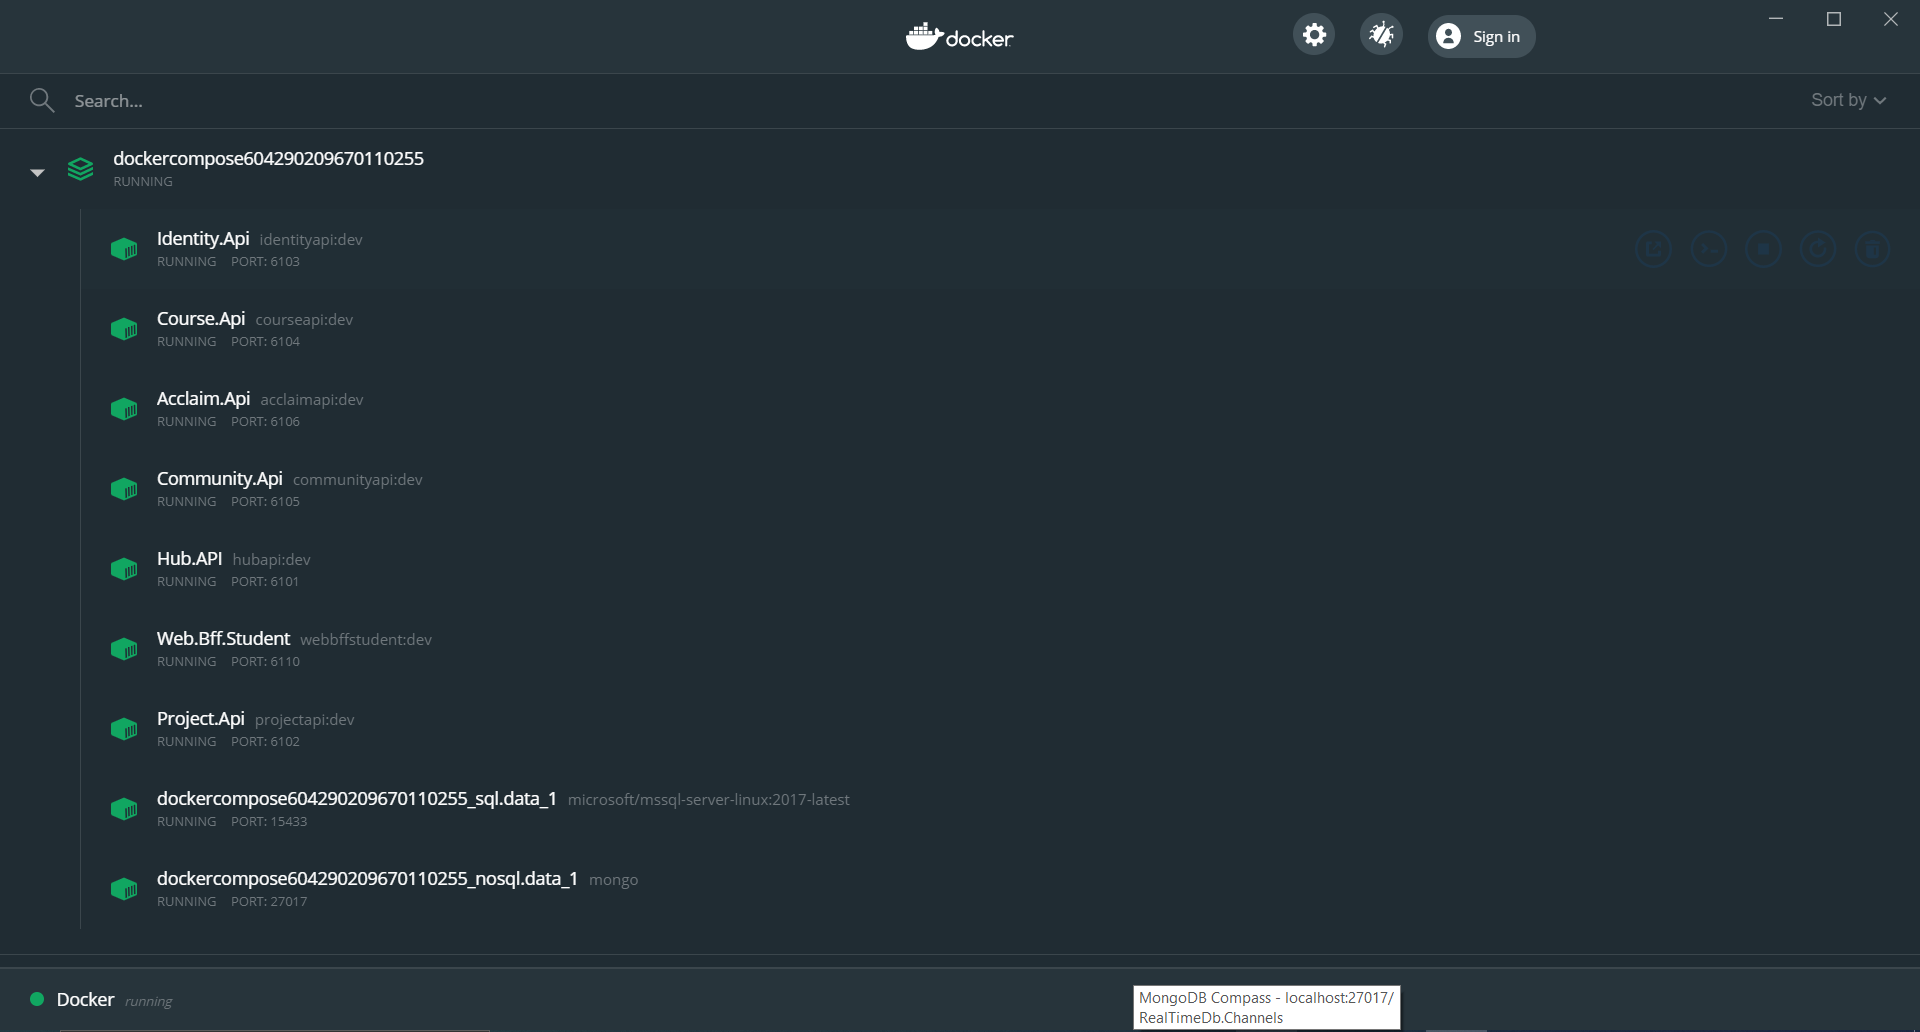 docker
Sign in
Search...
Sort by
dockercompose604290209670110255
RUNNING
Identity.Api identityapi:dev
RUNNING PORT: 6103
Course.Api courseapi:dev
RUNNING PORT: 6104
Acclaim.Api acclaimapi:dev
RUNNING PORT: 6106
Community.Api communityapi:dev
RUNNING PORT: 6105
Hub.API hubapi:dev
RUNNING PORT: 6101
Web.Bff.Student webbffstudent:dev
RUNNING PORT: 6110
Project.Api projectapi:dev
RUNNING PORT: 6102
dockercompose604290209670110255_sql.data_1 microsoft/mssql-server-linux:2017-latest
RUNNING PORT: 15433
dockercompose604290209670110255_nosql.data_1 mongo
RUNNING PORT: 27017
Docker running
MongoDB Compass - localhost:27017/
RealTimeDb.Channels